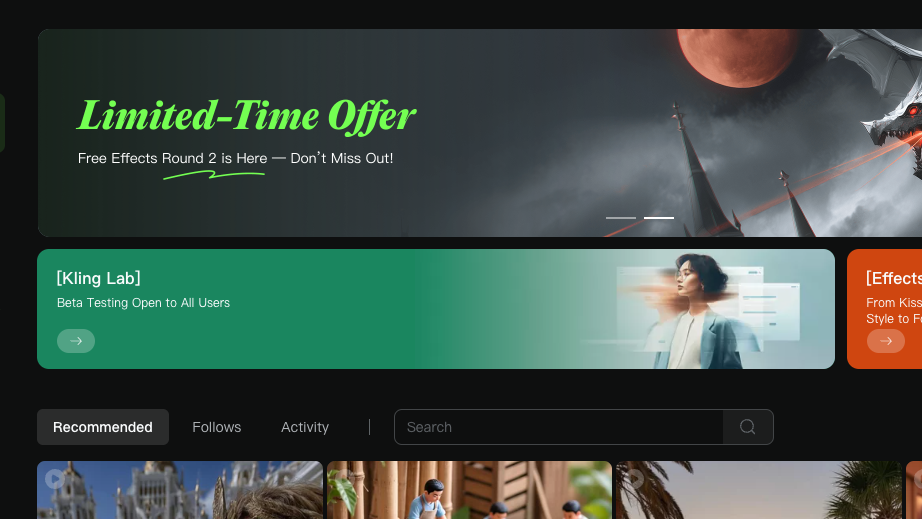 Limited-Time Offer
Free Effects Round 2 is Here — Don't Miss Out!
[Kling Lab]
Beta Testing Open to All Users
[Effects
From Kiss
Style to
Recommended
Follows
Activity
Search